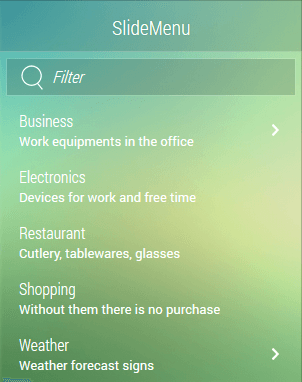 SlideMenu
Filter
Business
Work equipments in the office
Electronics
Devices for work and free time
Restaurant
Cutlery, tablewares, glasses
Shopping
Without them there is no purchase
Weather
Weather forecast signs